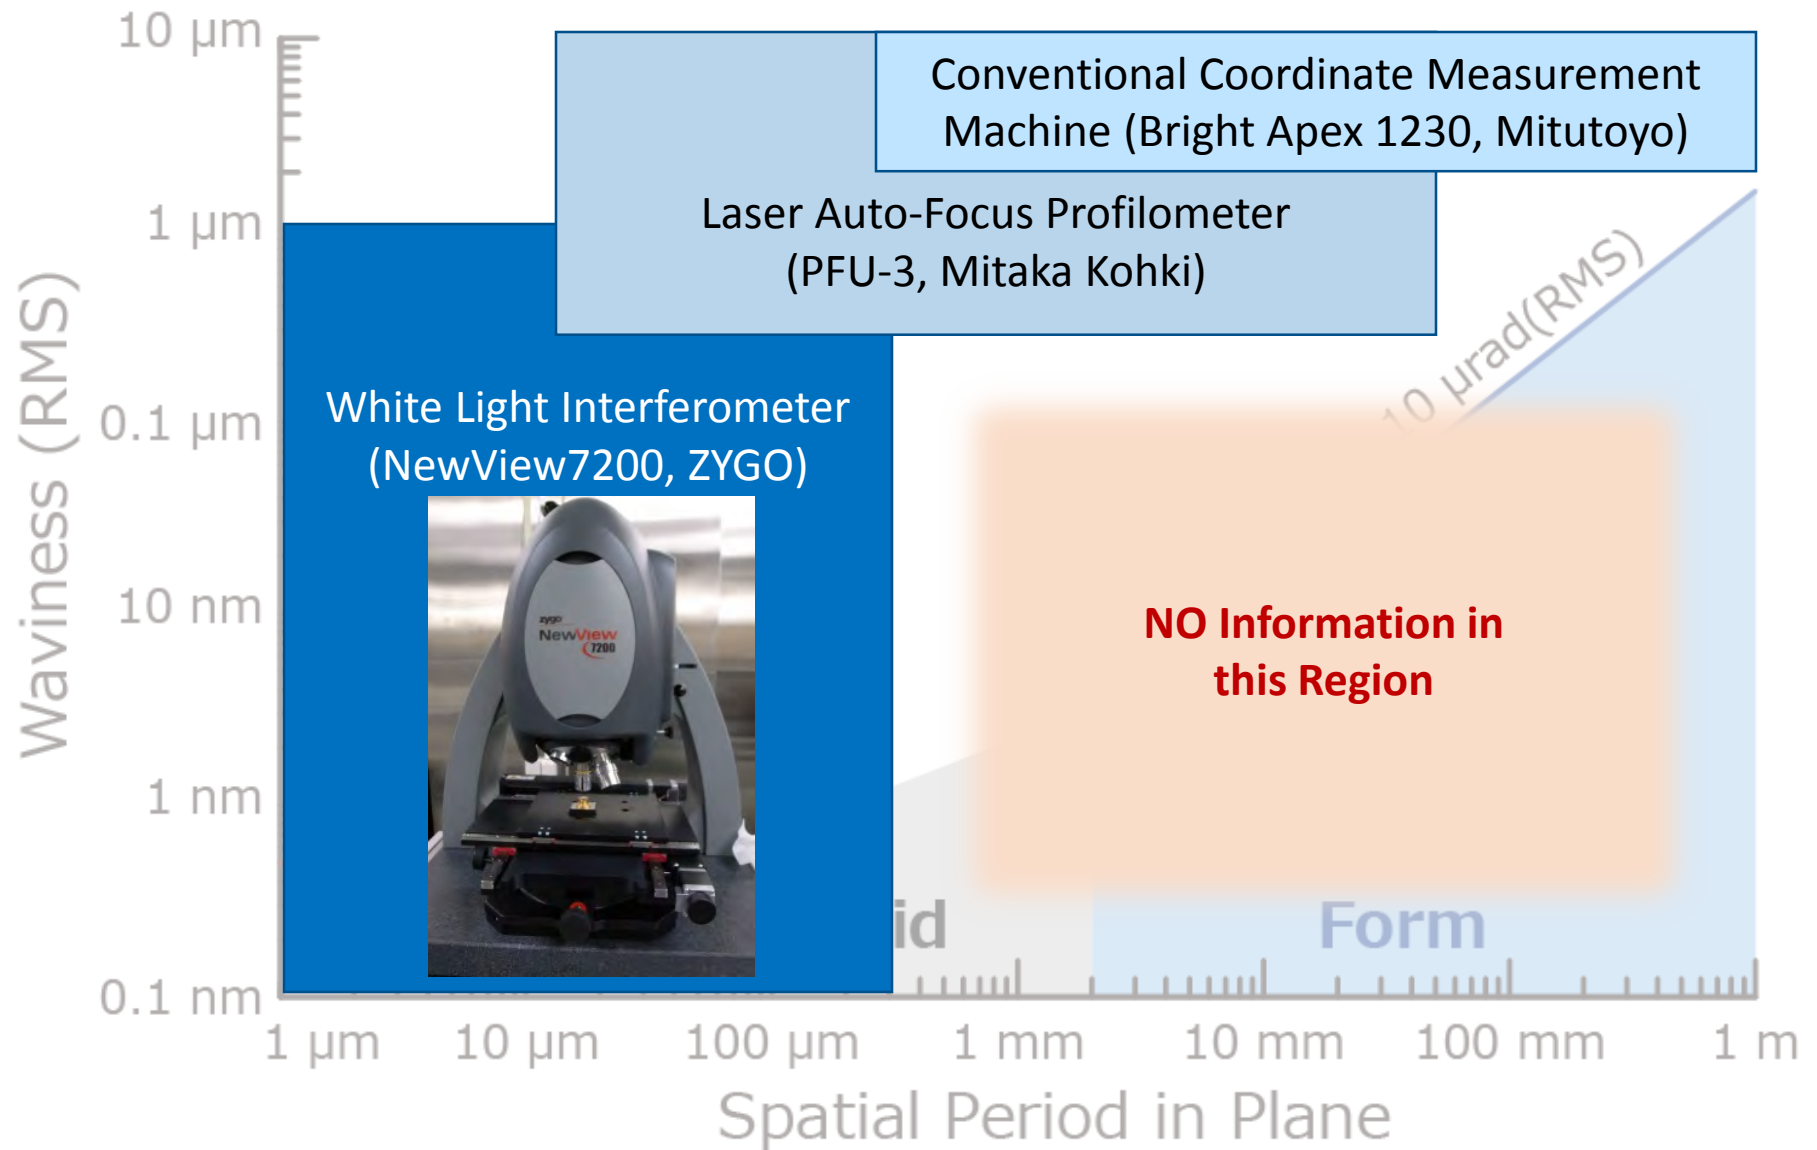 10 µm
1 µm
0.1 µm
10 nm
1 nm
0.1 nm
Waviness (RMS)
Conventional Coordinate Measurement
Machine (Bright Apex 1230, Mitutoyo)
Laser Auto-Focus Profilometer
(PFU-3, Mitaka Kohki)
10 µrad(RMS)
White Light Interferometer
(NewView7200, ZYGO)
zygo
NewView
7200
NO Information in
this Region
id
Form
1 µm 10 µm 100 µm 1 mm 10 mm 100 mm 1 m
Spatial Period in Plane